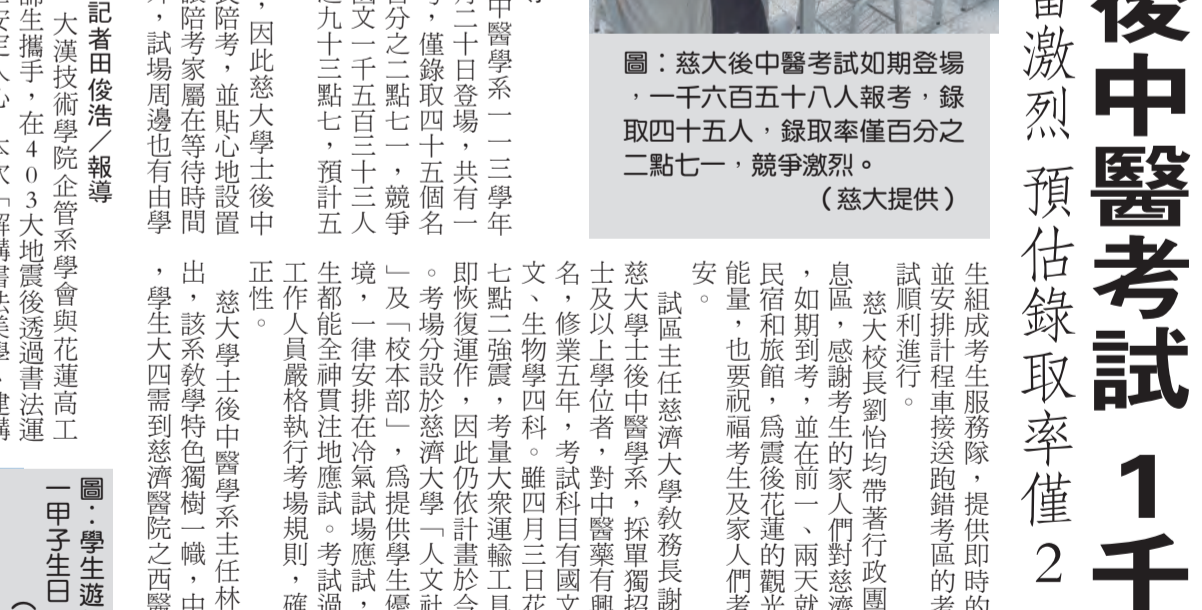 後中醫考試 1千
激烈 預估錄取率僅2
圖：慈大後中醫考試如期登場
，一千六百五十八人報考，錄
取四十五人，錄取率僅百分之
二點七一，競爭激烈。
（慈大提供）
中醫學系一一三學年
月二十日登場，共有一
，僅錄取四十五個名
百分之二點七一，競爭
國文一千五百三十三人
之九十三點七，預計五
，因此慈大學士後中
陪考，並貼心地設置
陪考家屬在等待時間
，試場周邊也有由學
生組成考生服務隊，提供即時的
並安排計程車接送跑錯考區的考
試順利進行。
慈大校長劉怡均帶著行政團
息區，感謝考生的家人們對慈濟
，如期到考，並在前一、兩天就
民宿和旅館，為震後花蓮的觀光
能量，也要祝福考生及家人們考
安。
試區主任慈濟大學教務長謝
慈大學士後中醫學系，採單獨招
士及以上學位者，對中醫藥有興
名，修業五年，考試科目有國文
文、生物學四科。雖四月三日花
七點二強震，考量大衆運輸工具
即恢復運作，因此仍依計畫於今
。考場分設於慈濟大學「人文社
」及「校本部」，為提供學生優
境，一律安排在冷氣試場應試，
生都能全神貫注地應試。考試過
工作人員嚴格執行考場規則，確
正性。
慈大學士後中醫學系主任林
出，該系教學特色獨樹一幟，中
，學生大四需到慈濟醫院之西醫
記者田俊浩／報導
大漢技術學院企管系學會與花蓮高工
師生攜手，在403大地震後透過書法運
圖：學生遊
一甲子生日